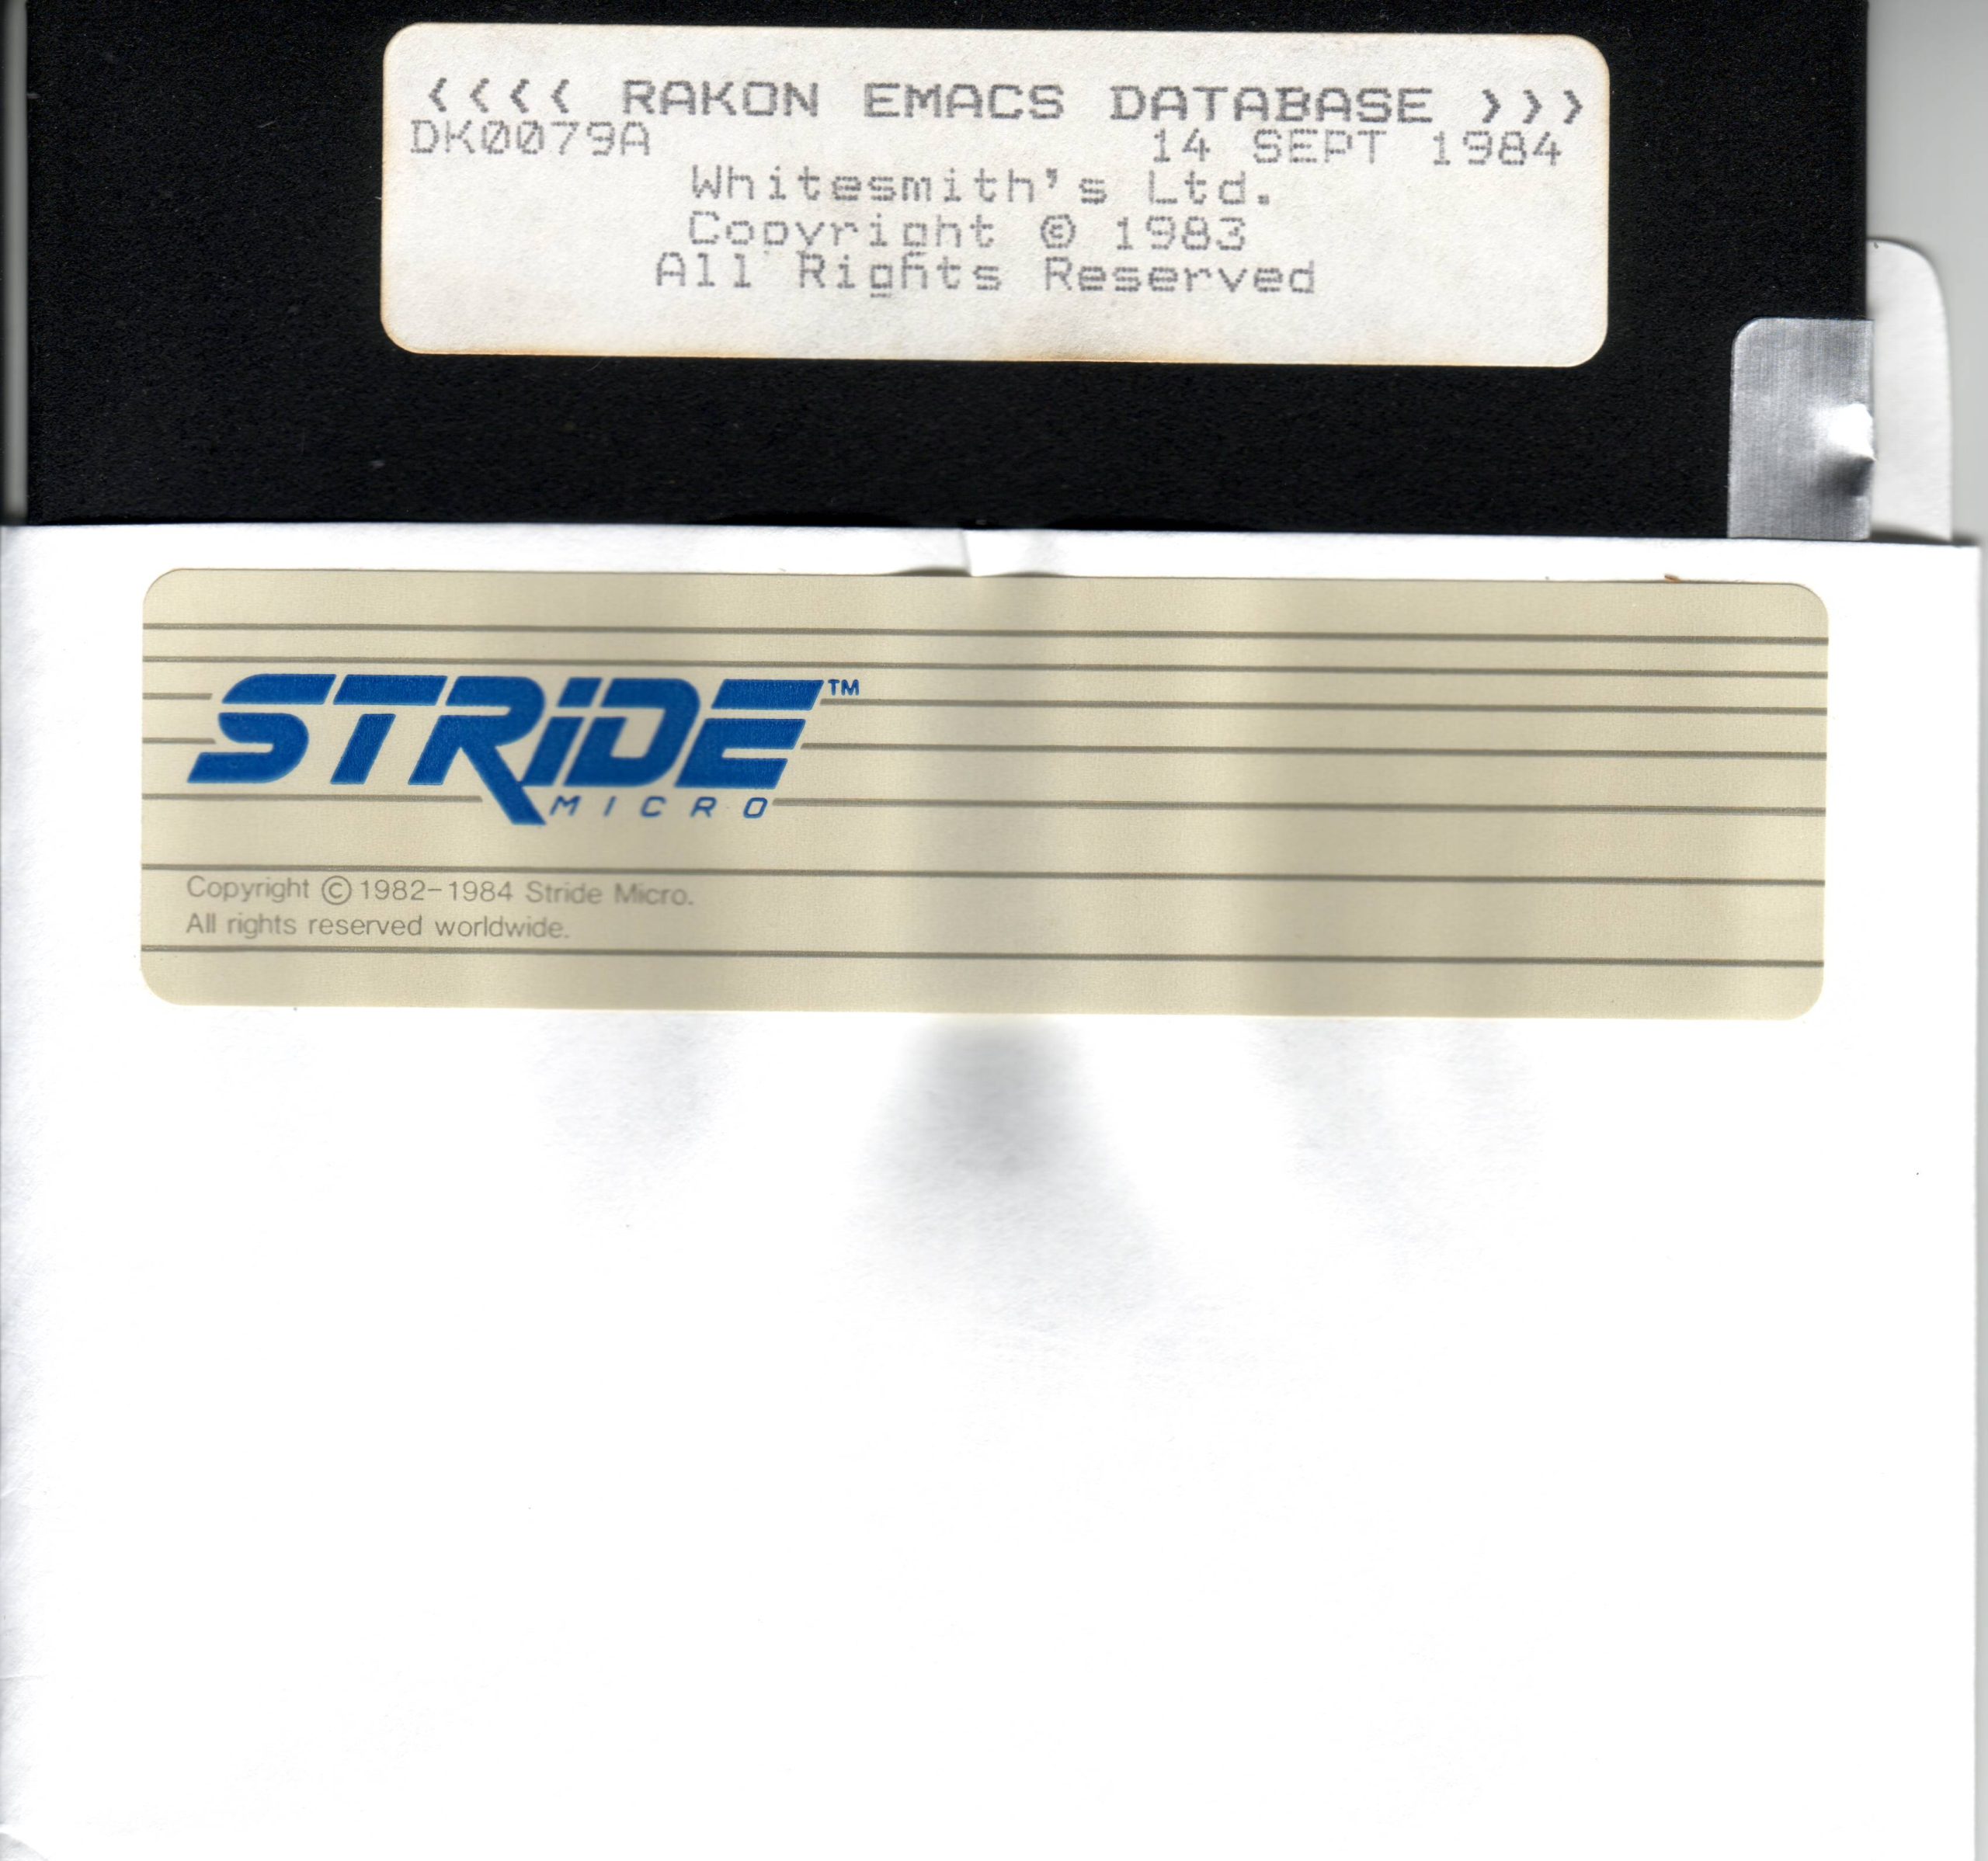 <<<< RAKON EMACS DATABASE >>>
DK0079A 14 SEPT 1984
Whitesmith's Ltd.
Copyright © 1983
All Rights Reserved
STRIDE™
MICRO
Copyright © 1982-1984 Stride Micro.
All rights reserved worldwide.